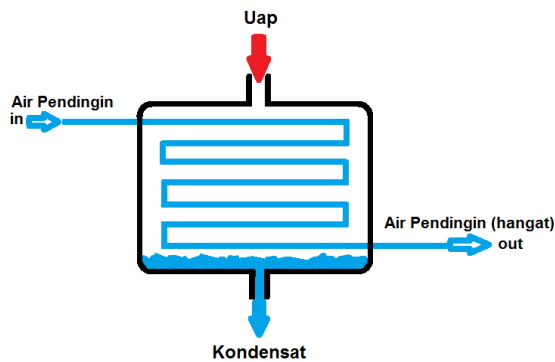 Uap
Air Pendingin
in
Air Pendingin (hangat)
out
Kondensat